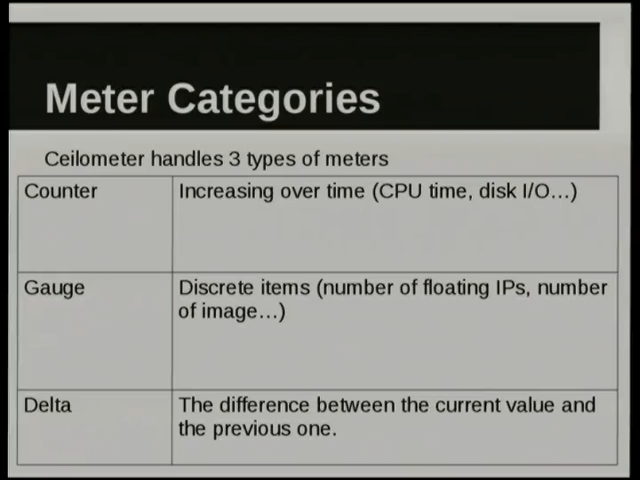 Meter Categories
Ceilometer handles 3 types of meters
Counter
Increasing over time (CPU time, disk I/O…)
Gauge
Discrete items (number of floating IPs, number
of image…)
Delta
The difference between the current value and
the previous one.